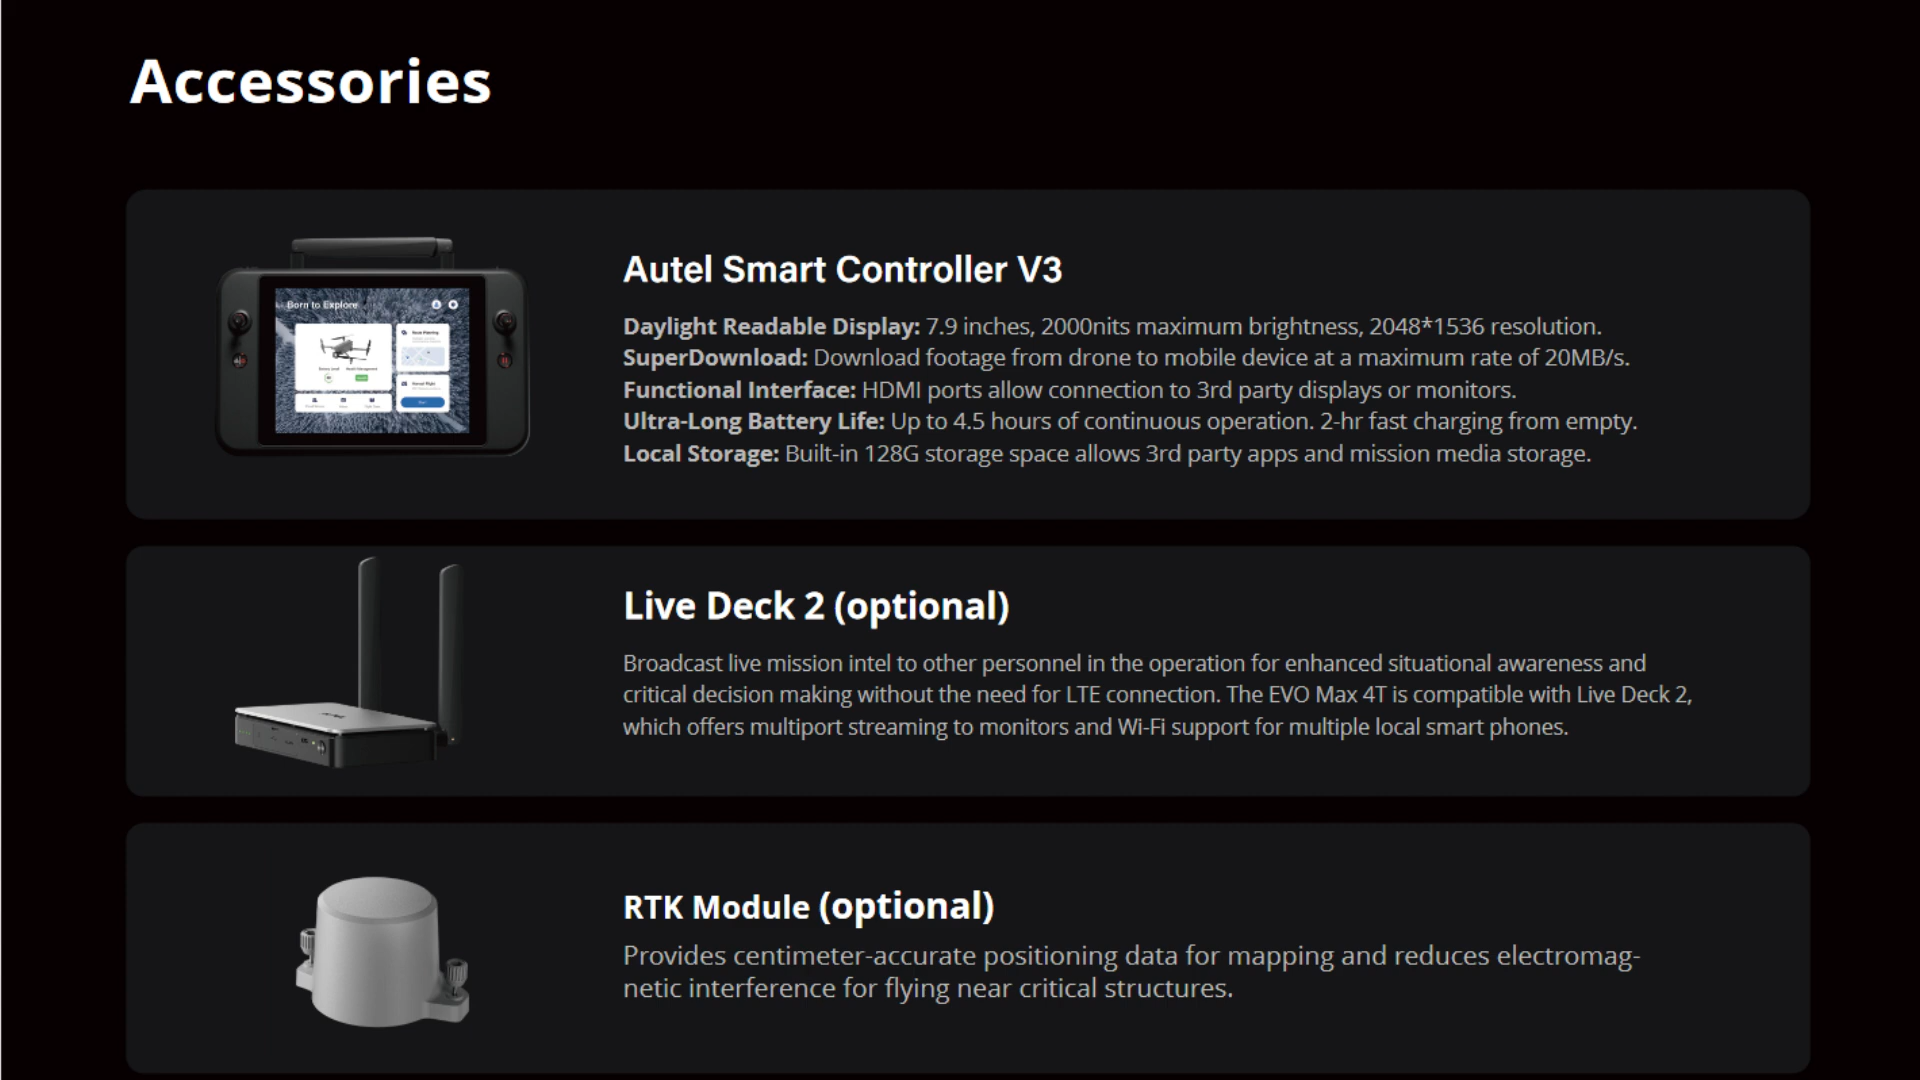 Accessories
Born to Explore
Autel Smart Controller V3
Daylight Readable Display: 7.9 inches, 2000nits maximum brightness, 2048*1536 resolution.
SuperDownload: Download footage from drone to mobile device at a maximum rate of 20MB/s.
Functional Interface: HDMI ports allow connection to 3rd party displays or monitors.
Ultra-Long Battery Life: Up to 4.5 hours of continuous operation. 2-hr fast charging from empty.
Local Storage: Built-in 128G storage space allows 3rd party apps and mission media storage.
Live Deck 2 (optional)
Broadcast live mission intel to other personnel in the operation for enhanced situational awareness and
critical decision making without the need for LTE connection. The EVO Max 4T is compatible with Live Deck 2,
which offers multiport streaming to monitors and Wi-Fi support for multiple local smart phones.
RTK Module (optional)
Provides centimeter-accurate positioning data for mapping and reduces electromag-
netic interference for flying near critical structures.